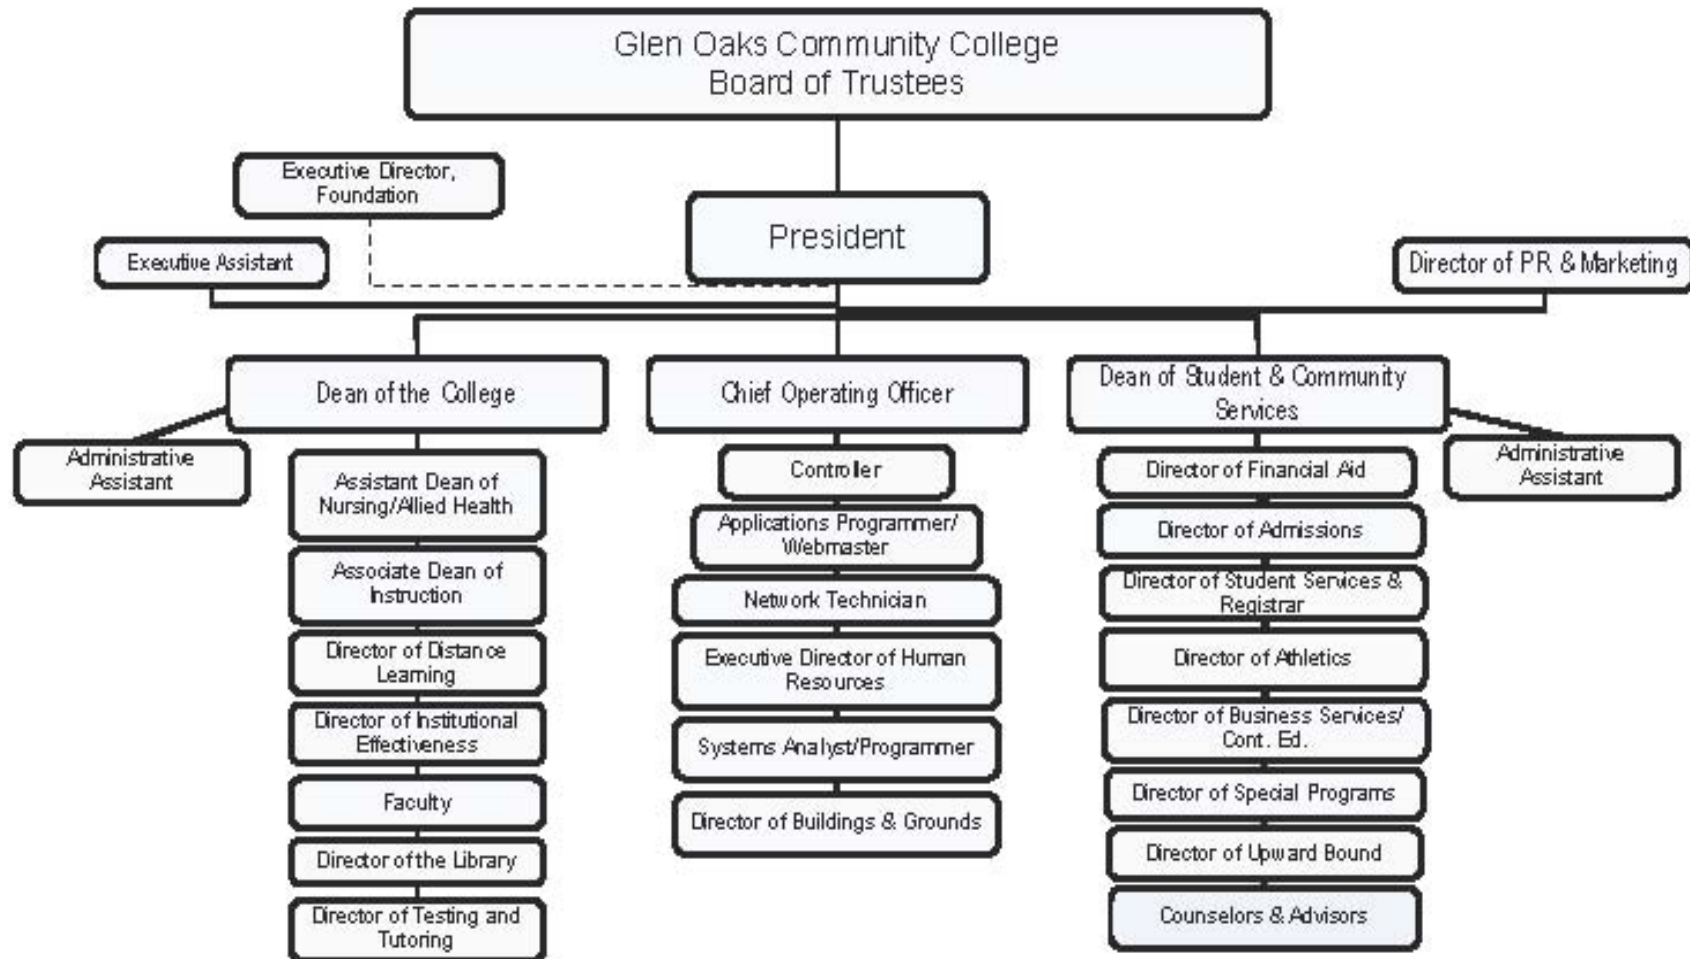 Glen Oaks Community College
Board of Trustees
Executive Director,
Foundation
President
Executive Assistant
Director of PR & Marketing
Dean of the College
Chief Operating Officer
Dean of Student & Community
Services
Administrative
Assistant
Assistant Dean of
Nursing/Allied Health
Associate Dean of
Instruction
Director of Distance
Learning
Director of Institutional
Effectiveness
Faculty
Director of the Library
Director of Testing and
Tutoring
Controller
Applications Programmer/
Webmaster
Network Technician
Executive Director of Human
Resources
Systems Analyst/Programmer
Director of Buildings & Grounds
Director of Financial Aid
Director of Admissions
Director of Student Services &
Registrar
Director of Athletics
Director of Business Services/
Cont. Ed.
Director of Special Programs
Director of Upward Bound
Counselors & Advisors
Administrative
Assistant